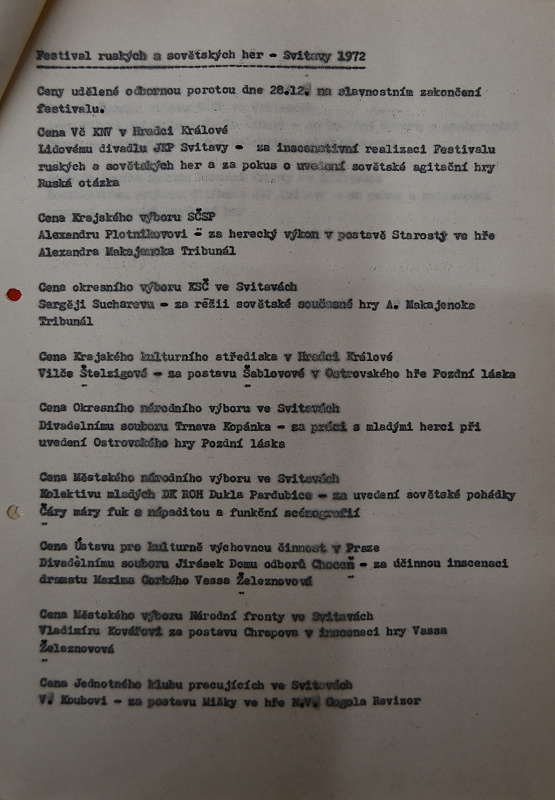 Festival ruských a sovětských her - Svitavy 1972
Ceny udělené odbornou porotou dne 28.12. na slavnostním zakončení
festivalu.
Cena Vč KNV v Hradci Králové
Lidovému divadlu JKP Svitavy - za inscenativní realizaci Festivalu
ruských a sovětských her a za pokus o uvedení sovětské agitační hry
Ruská otázka
Cena Krajského výboru SČSP
Alexandru Plotnikovovi - za herecký výkon v postavě Starosty ve hře
Alexandra Makajenoka Tribunál
Cena okresního výboru KSČ ve Svitavách
Sergěji Sucharevu - za režii sovětské současné hry A. Makajenoka
Tribunál
Cena Krajského kulturního střediska v Hradci Králové
Vilče Štelzigové - za postavu Šablovové v Ostrovského hře Pozdní láska
Cena Okresního národního výboru ve Svitavách
Divadelnímu souboru Trnava Kopánka - za práci s mladými herci při
uvedení Ostrovského hry Pozdní láska
Cena Městského národního výboru ve Svitavách
Kolektivu mladých DK ROH Dukla Pardubice - za uvedení sovětské pohádky
Čáry máry fuk s nápaditou a funkční scénografií
Cena Ústavu pro kulturně výchovnou činnost v Praze
Divadelnímu souboru Jirásek Domu odborů Choceň - za účinnou inscenaci
dramatu Maxima Gorkého Vassa Železnovová
Cena Městského výboru Národní fronty ve Svitavách
Vladimíru Kovářovi za postavu Chrapova v inscenaci hry Vassa
Železnovová
Cena Jednotného klubu pracujících ve Svitavách
V. Koubovi - za postavu Mišky ve hře N.V. Gogola Revizor